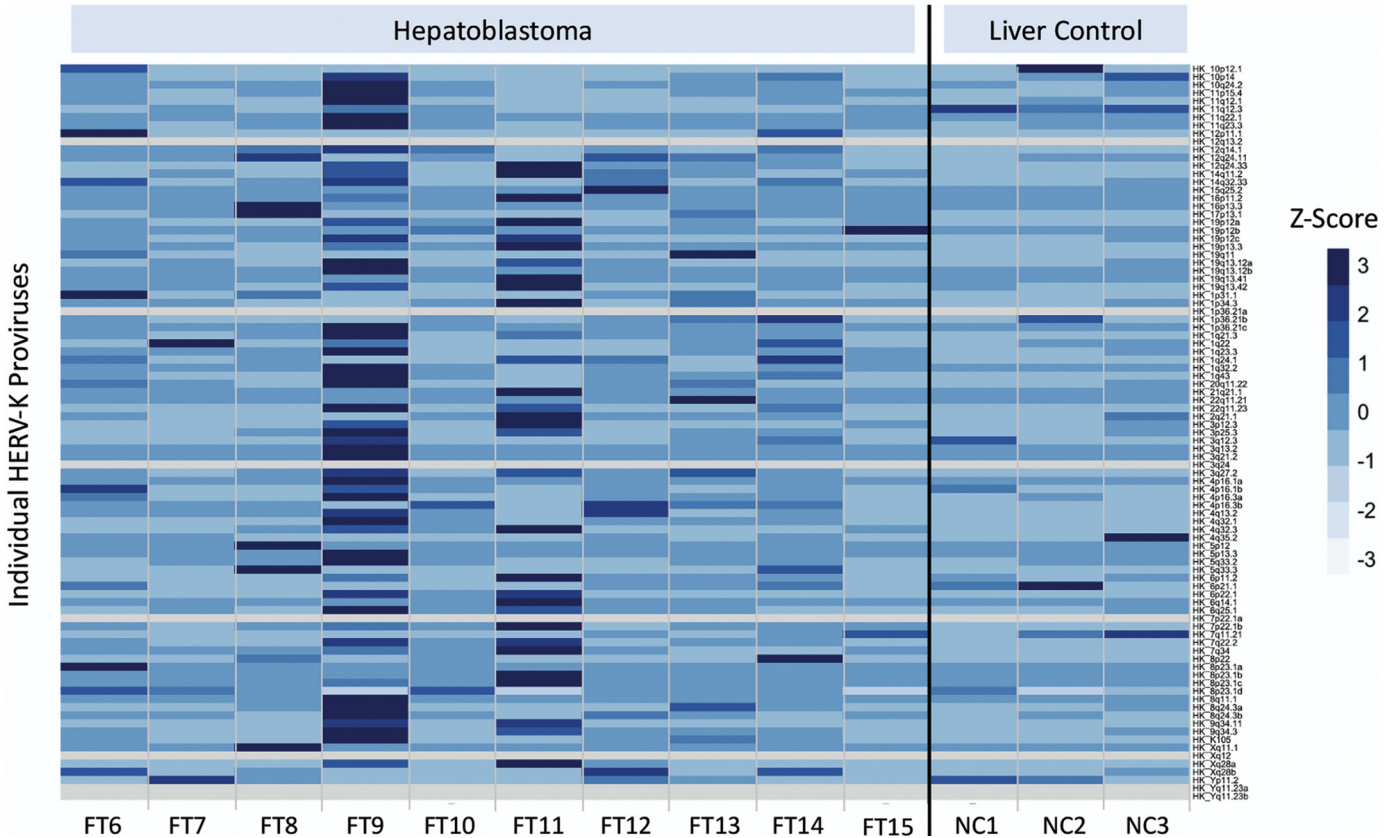 Hepatoblastoma
Liver Control
Individual HERV-K Proviruses
HK_10p12.1
HK_10p14
HK_10q24.2
HK_11p15.4
HK_11q12.1
HK_11q12.3
HK_11q22.1
HK_11q23.3
HK_12p11.1
HK_12q13.2
HK_12q14.1
HK_12q24.11
HK_12q24.33
HK_14q11.2
HK_14q32.33
HK_15q25.2
HK_16p11.2
HK_16p13.3
HK_17p13.1
HK_19p12a
HK_19p12b
HK_19p12c
HK_19p13.3
HK_19q11
HK_19q13.12a
HK_19q13.12b
HK_19q13.41
HK_19q13.42
HK_1p31.1
HK_1p34.3
HK_1p36.21a
HK_1p36.21b
HK_1p36.21c
HK_1q21.3
HK_1q22
HK_1q23.3
HK_1q24.1
HK_1q32.2
HK_1q43
HK_20q11.22
HK_21q21.1
HK_22q11.21
HK_22q11.23
HK_2q21.1
HK_3p12.3
HK_3p25.3
HK_3q12.3
HK_3q13.2
HK_3q21.2
HK_3q24
HK_3q27.2
HK_4p16.1a
HK_4p16.1b
HK_4p16.3a
HK_4p16.3b
HK_4q13.2
HK_4q32.1
HK_4q32.3
HK_4q35.2
HK_5p12
HK_5p13.3
HK_5q33.2
HK_5q33.3
HK_6p11.2
HK_6p21.1
HK_6p22.1
HK_6q14.1
HK_6q25.1
HK_7p22.1a
HK_7p22.1b
HK_7q11.21
HK_7q22.2
HK_7q34
HK_8p22
HK_8p23.1a
HK_8p23.1b
HK_8p23.1c
HK_8p23.1d
HK_8q11.1
HK_8q24.3a
HK_8q24.3b
HK_9q34.11
HK_9q34.3
HK_K105
HK_Xq11.1
HK_Xq12
HK_Xq28a
HK_Xq28b
HK_Yp11.2
HK_Yq11.23a
HK_Yq11.23b
Z-Score
3
2
1
0
-1
-2
-3
FT6 FT7 FT8 FT9 FT10 FT11 FT12 FT13 FT14 FT15 NC1 NC2 NC3